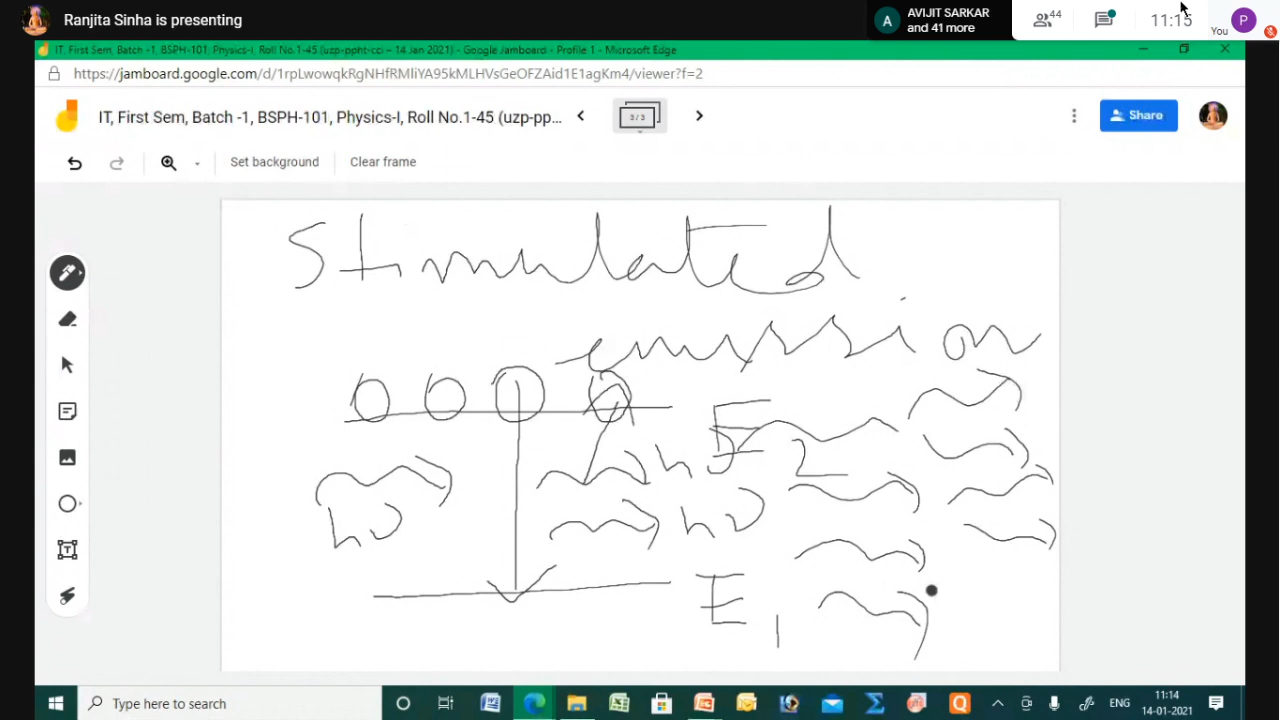 Ranjita Sinha is presenting
AVIJIT SARKAR
and 41 more
44
11:15
You
P
A
IT, First Sem, Batch -1, BSPH-101, Physics-I, Roll No.1-45 (uzp-ppht-cci – 14 Jan 2021) - Google Jamboard - Profile 1 - Microsoft Edge
https://jamboard.google.com/d/1rpLwowqkRgNHfRMliYA95kMLHVsGeOFZAid1E1agKm4/viewer?f=2
IT, First Sem, Batch -1, BSPH-101, Physics-I, Roll No.1-45 (uzp-pp...
3 / 3
Share
Set background
Clear frame
Stimulated
emission
E2
hν
hν
hν
E1
Type here to search
ENG
11:14
14-01-2021